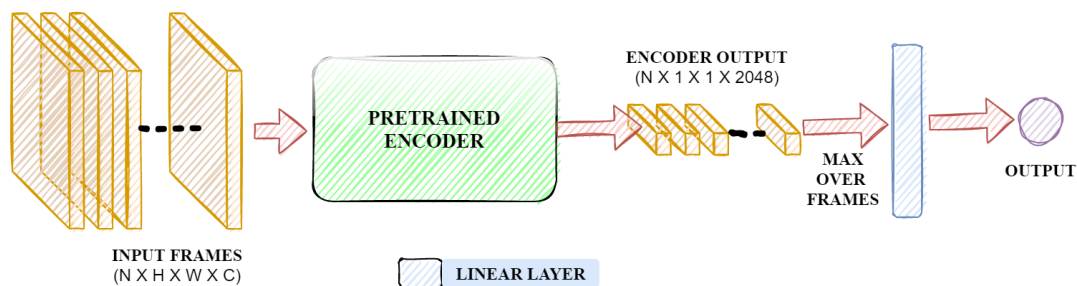 ENCODER OUTPUT
(N X 1 X 1 X 2048)
PRETRAINED
ENCODER
MAX
OVER
FRAMES
OUTPUT
INPUT FRAMES
(N X H X W X C)
LINEAR LAYER